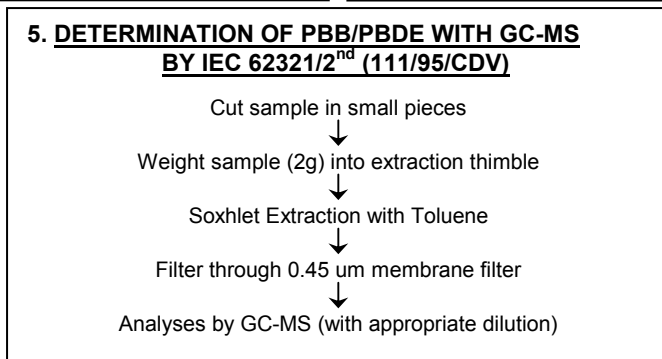 5. DETERMINATION OF PBB/PBDE WITH GC-MS
BY IEC 62321/2nd (111/95/CDV)
Cut sample in small pieces
Weight sample (2g) into extraction thimble
Soxhlet Extraction with Toluene
Filter through 0.45 um membrane filter
Analyses by GC-MS (with appropriate dilution)